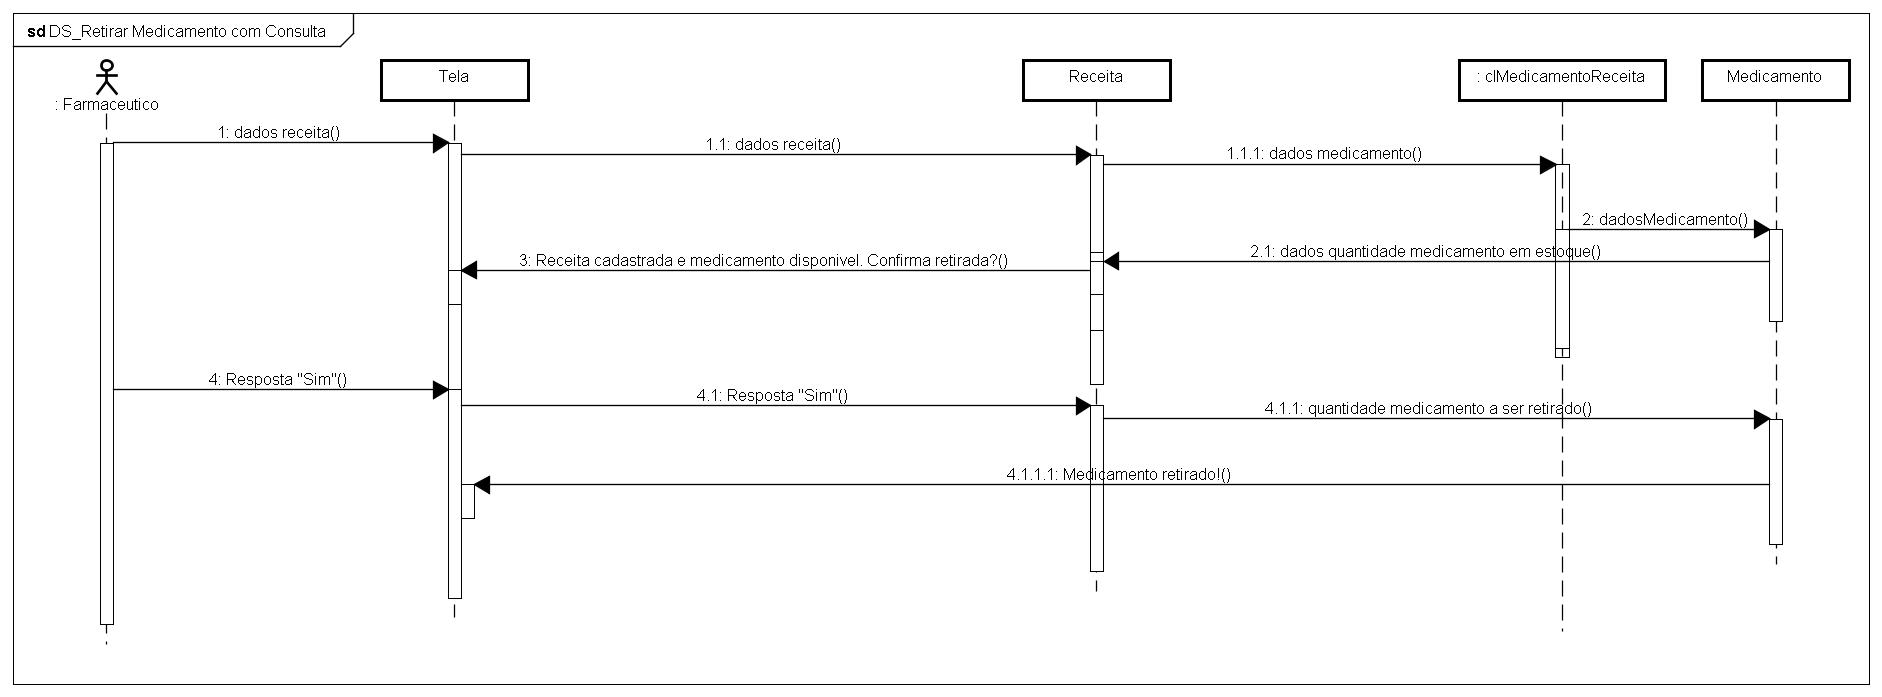 sd DS_Retirar Medicamento com Consulta
: Farmaceutico
Tela
Receita
: clMedicamentoReceita
Medicamento
1: dados receita()
1.1: dados receita()
1.1.1: dados medicamento()
2: dadosMedicamento()
2.1: dados quantidade medicamento em estoque()
3: Receita cadastrada e medicamento disponivel. Confirma retirada?()
4: Resposta "Sim"()
4.1: Resposta "Sim"()
4.1.1: quantidade medicamento a ser retirado()
4.1.1.1: Medicamento retirado!()